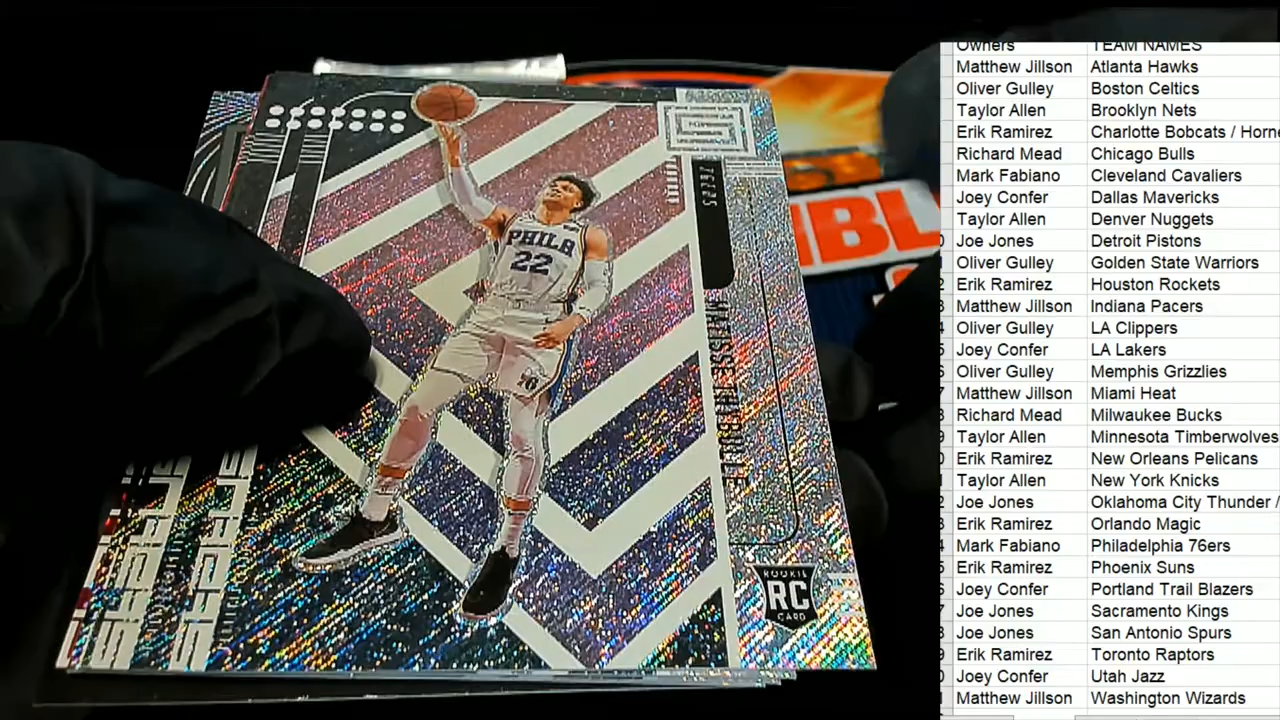 PHILA
22
76ERS
MATISSE THYBULLE
ROOKIE
RC
CARD
Owners TEAM NAMES
Matthew Jillson Atlanta Hawks
Oliver Gulley Boston Celtics
Taylor Allen Brooklyn Nets
Erik Ramirez Charlotte Bobcats / Horn
Richard Mead Chicago Bulls
Mark Fabiano Cleveland Cavaliers
Joey Confer Dallas Mavericks
Taylor Allen Denver Nuggets
Joe Jones Detroit Pistons
Oliver Gulley Golden State Warriors
Erik Ramirez Houston Rockets
Matthew Jillson Indiana Pacers
Oliver Gulley LA Clippers
Joey Confer LA Lakers
Oliver Gulley Memphis Grizzlies
Matthew Jillson Miami Heat
Richard Mead Milwaukee Bucks
Taylor Allen Minnesota Timberwolves
Erik Ramirez New Orleans Pelicans
Taylor Allen New York Knicks
Joe Jones Oklahoma City Thunder /
Erik Ramirez Orlando Magic
Mark Fabiano Philadelphia 76ers
Erik Ramirez Phoenix Suns
Joey Confer Portland Trail Blazers
Joe Jones Sacramento Kings
Joe Jones San Antonio Spurs
Erik Ramirez Toronto Raptors
Joey Confer Utah Jazz
Matthew Jillson Washington Wizards